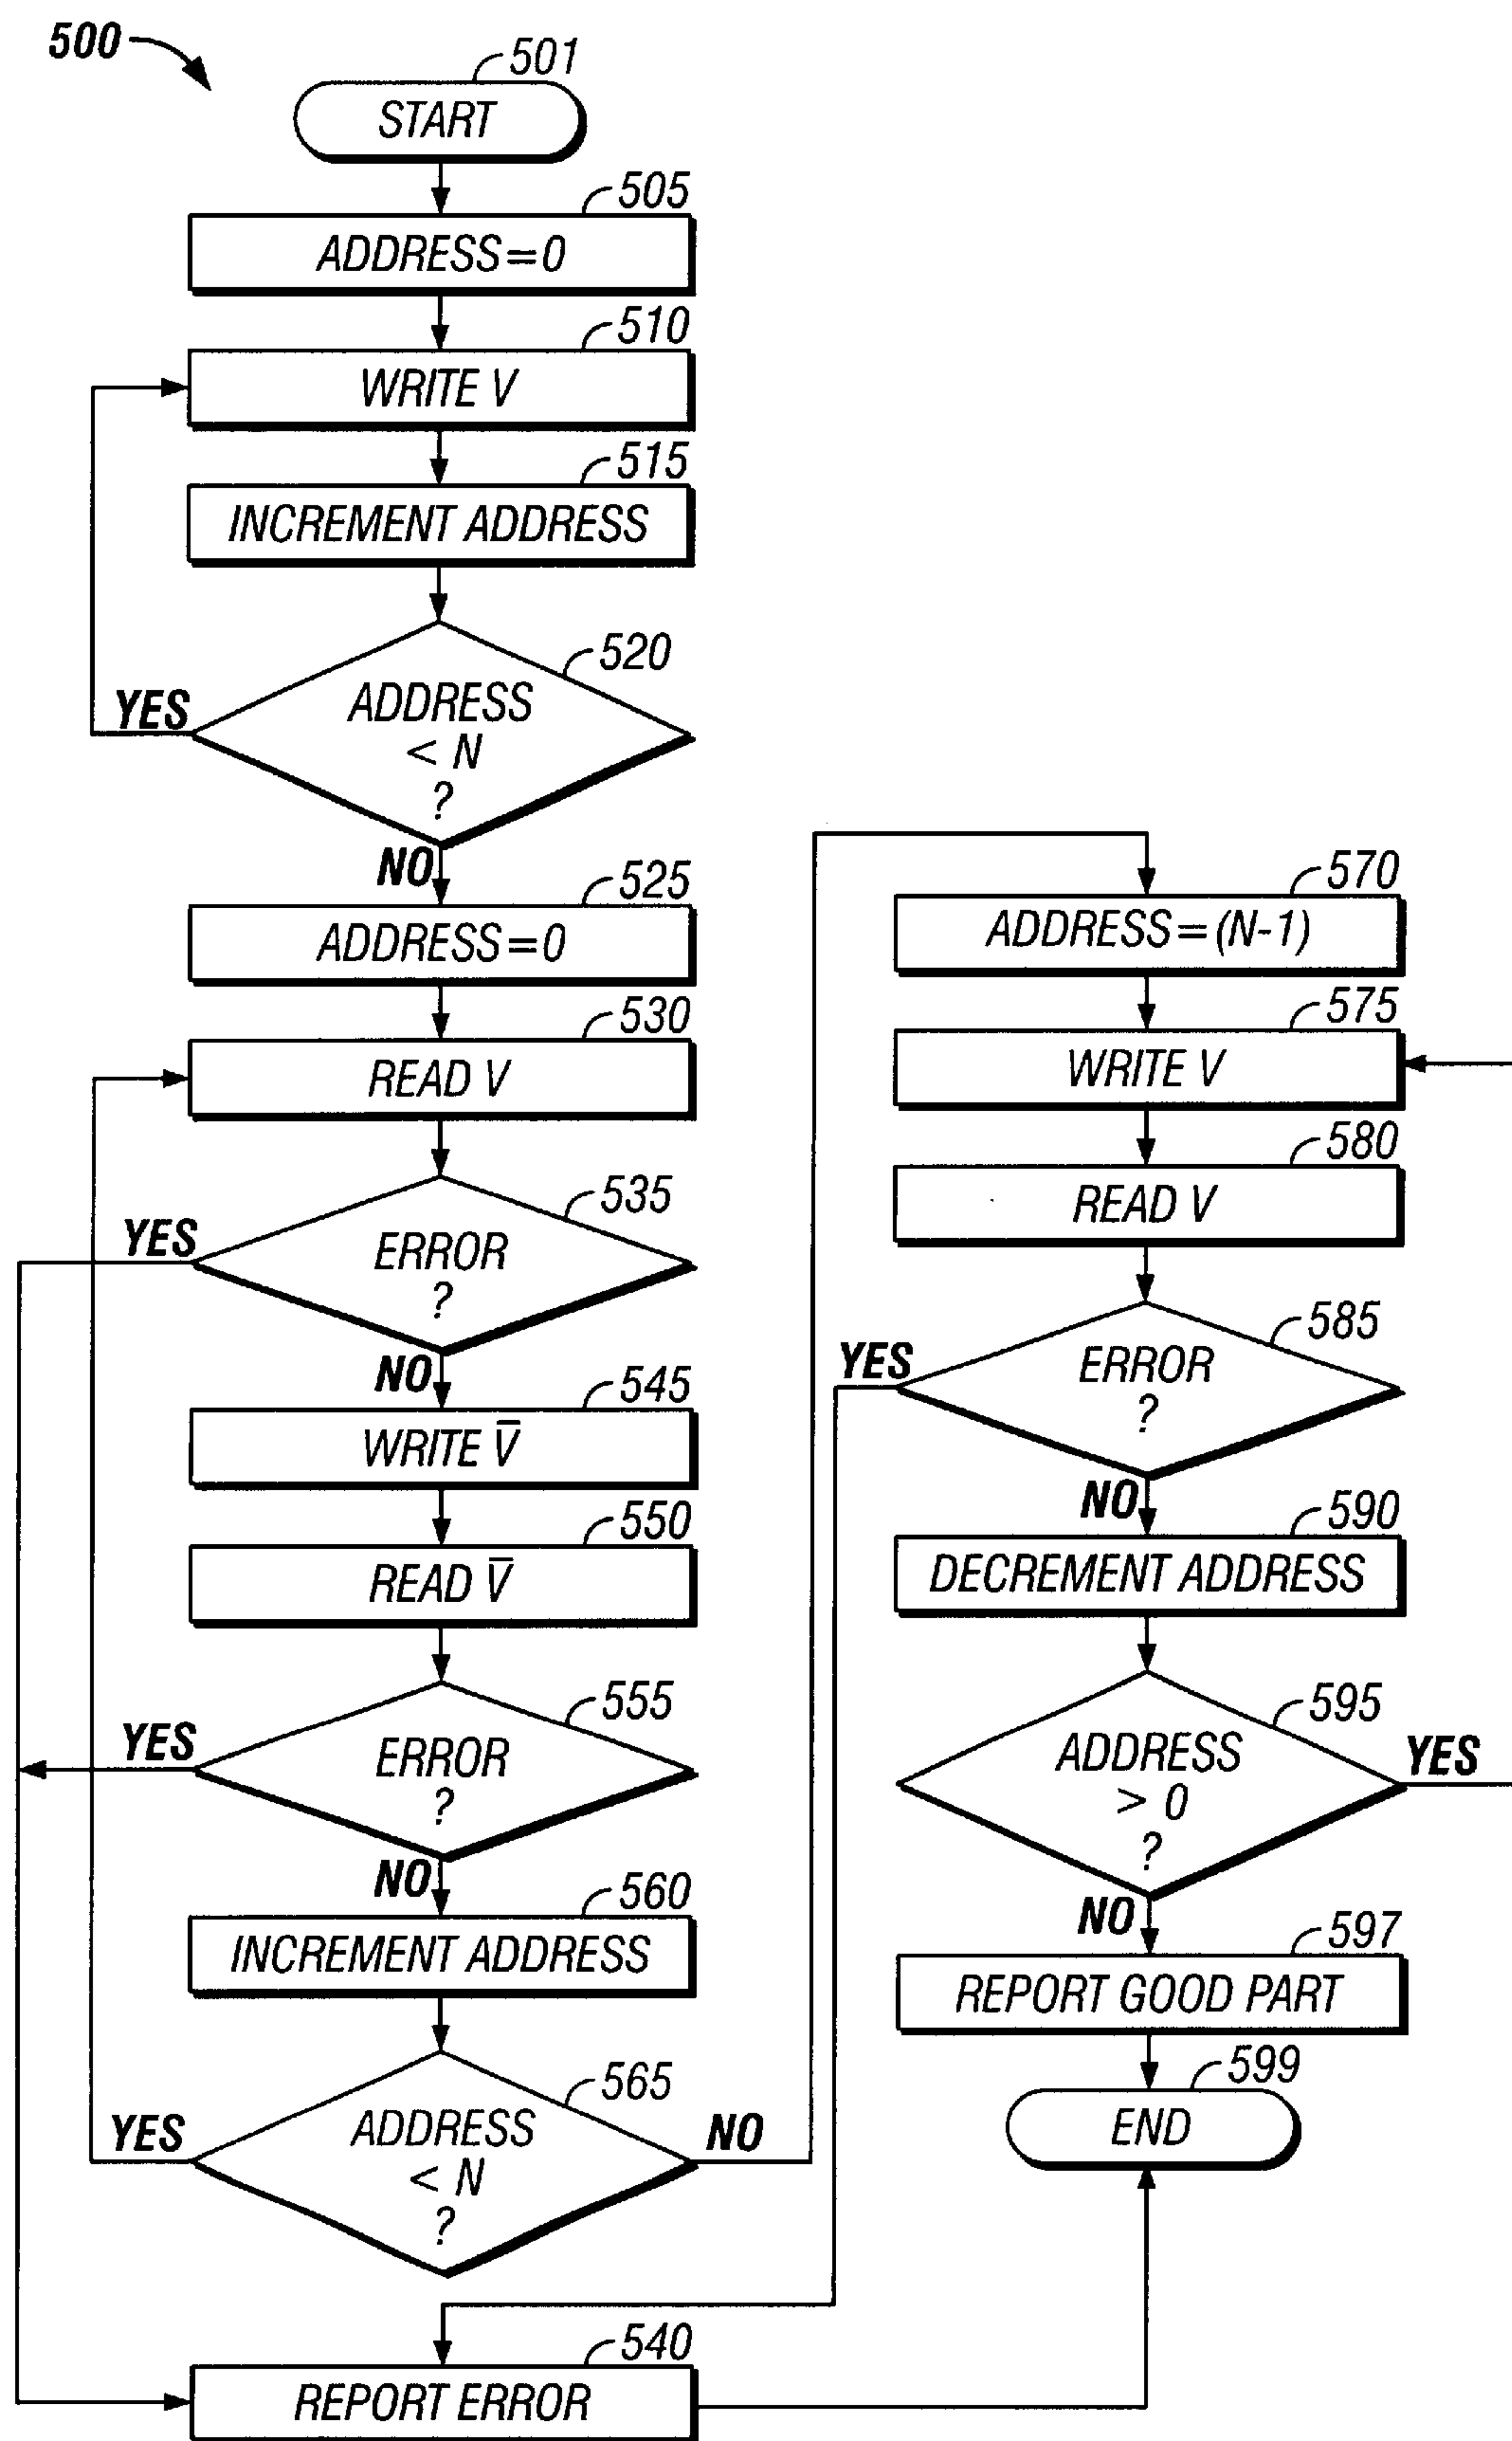 500
501
START
505
ADDRESS=0
510
WRITE V
515
INCREMENT ADDRESS
520
ADDRESS
< N
?
YES
NO
525
ADDRESS=0
530
READ V
535
ERROR
?
YES
NO
545
WRITE V̅
550
READ V̅
555
ERROR
?
YES
NO
560
INCREMENT ADDRESS
565
ADDRESS
< N
?
YES
NO
540
REPORT ERROR
570
ADDRESS=(N-1)
575
WRITE V
580
READ V
585
ERROR
?
YES
NO
590
DECREMENT ADDRESS
595
ADDRESS
> 0
?
YES
NO
597
REPORT GOOD PART
599
END